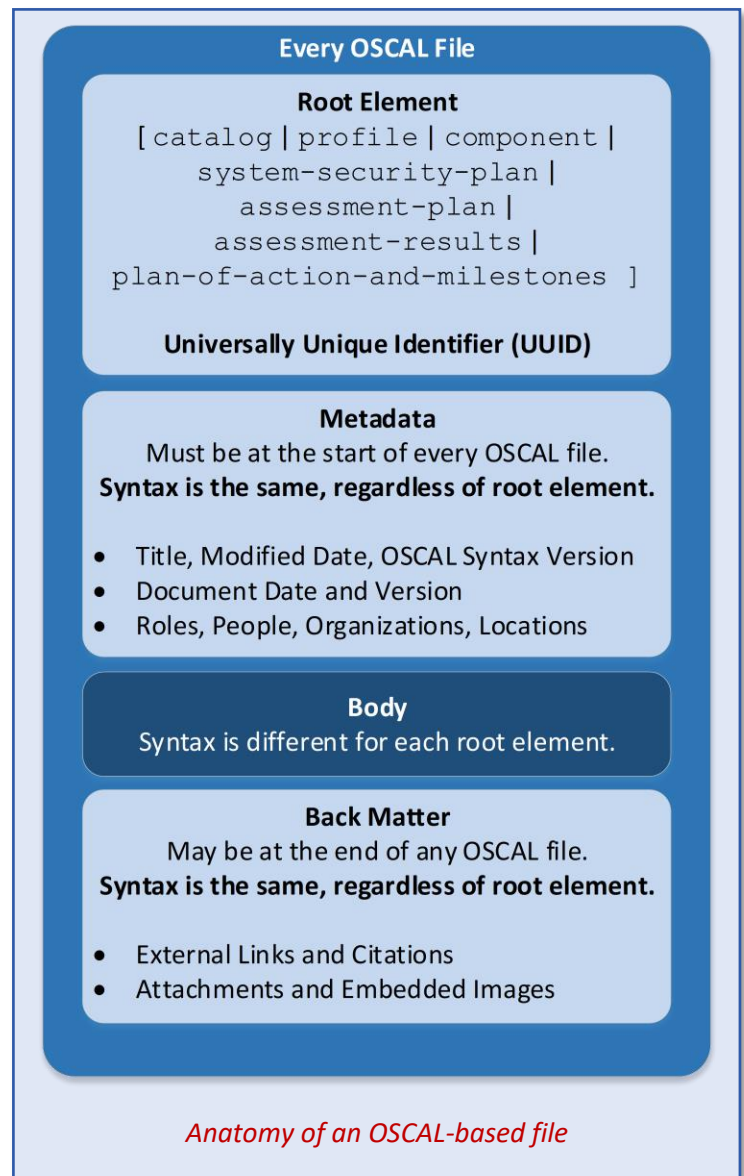 Every OSCAL File
Root Element
[ catalog | profile | component |
system-security-plan |
assessment-plan |
assessment-results |
plan-of-action-and-milestones ]
Universally Unique Identifier (UUID)
Metadata
Must be at the start of every OSCAL file.
Syntax is the same, regardless of root element.
• Title, Modified Date, OSCAL Syntax Version
• Document Date and Version
• Roles, People, Organizations, Locations
Body
Syntax is different for each root element.
Back Matter
May be at the end of any OSCAL file.
Syntax is the same, regardless of root element.
• External Links and Citations
• Attachments and Embedded Images
Anatomy of an OSCAL-based file